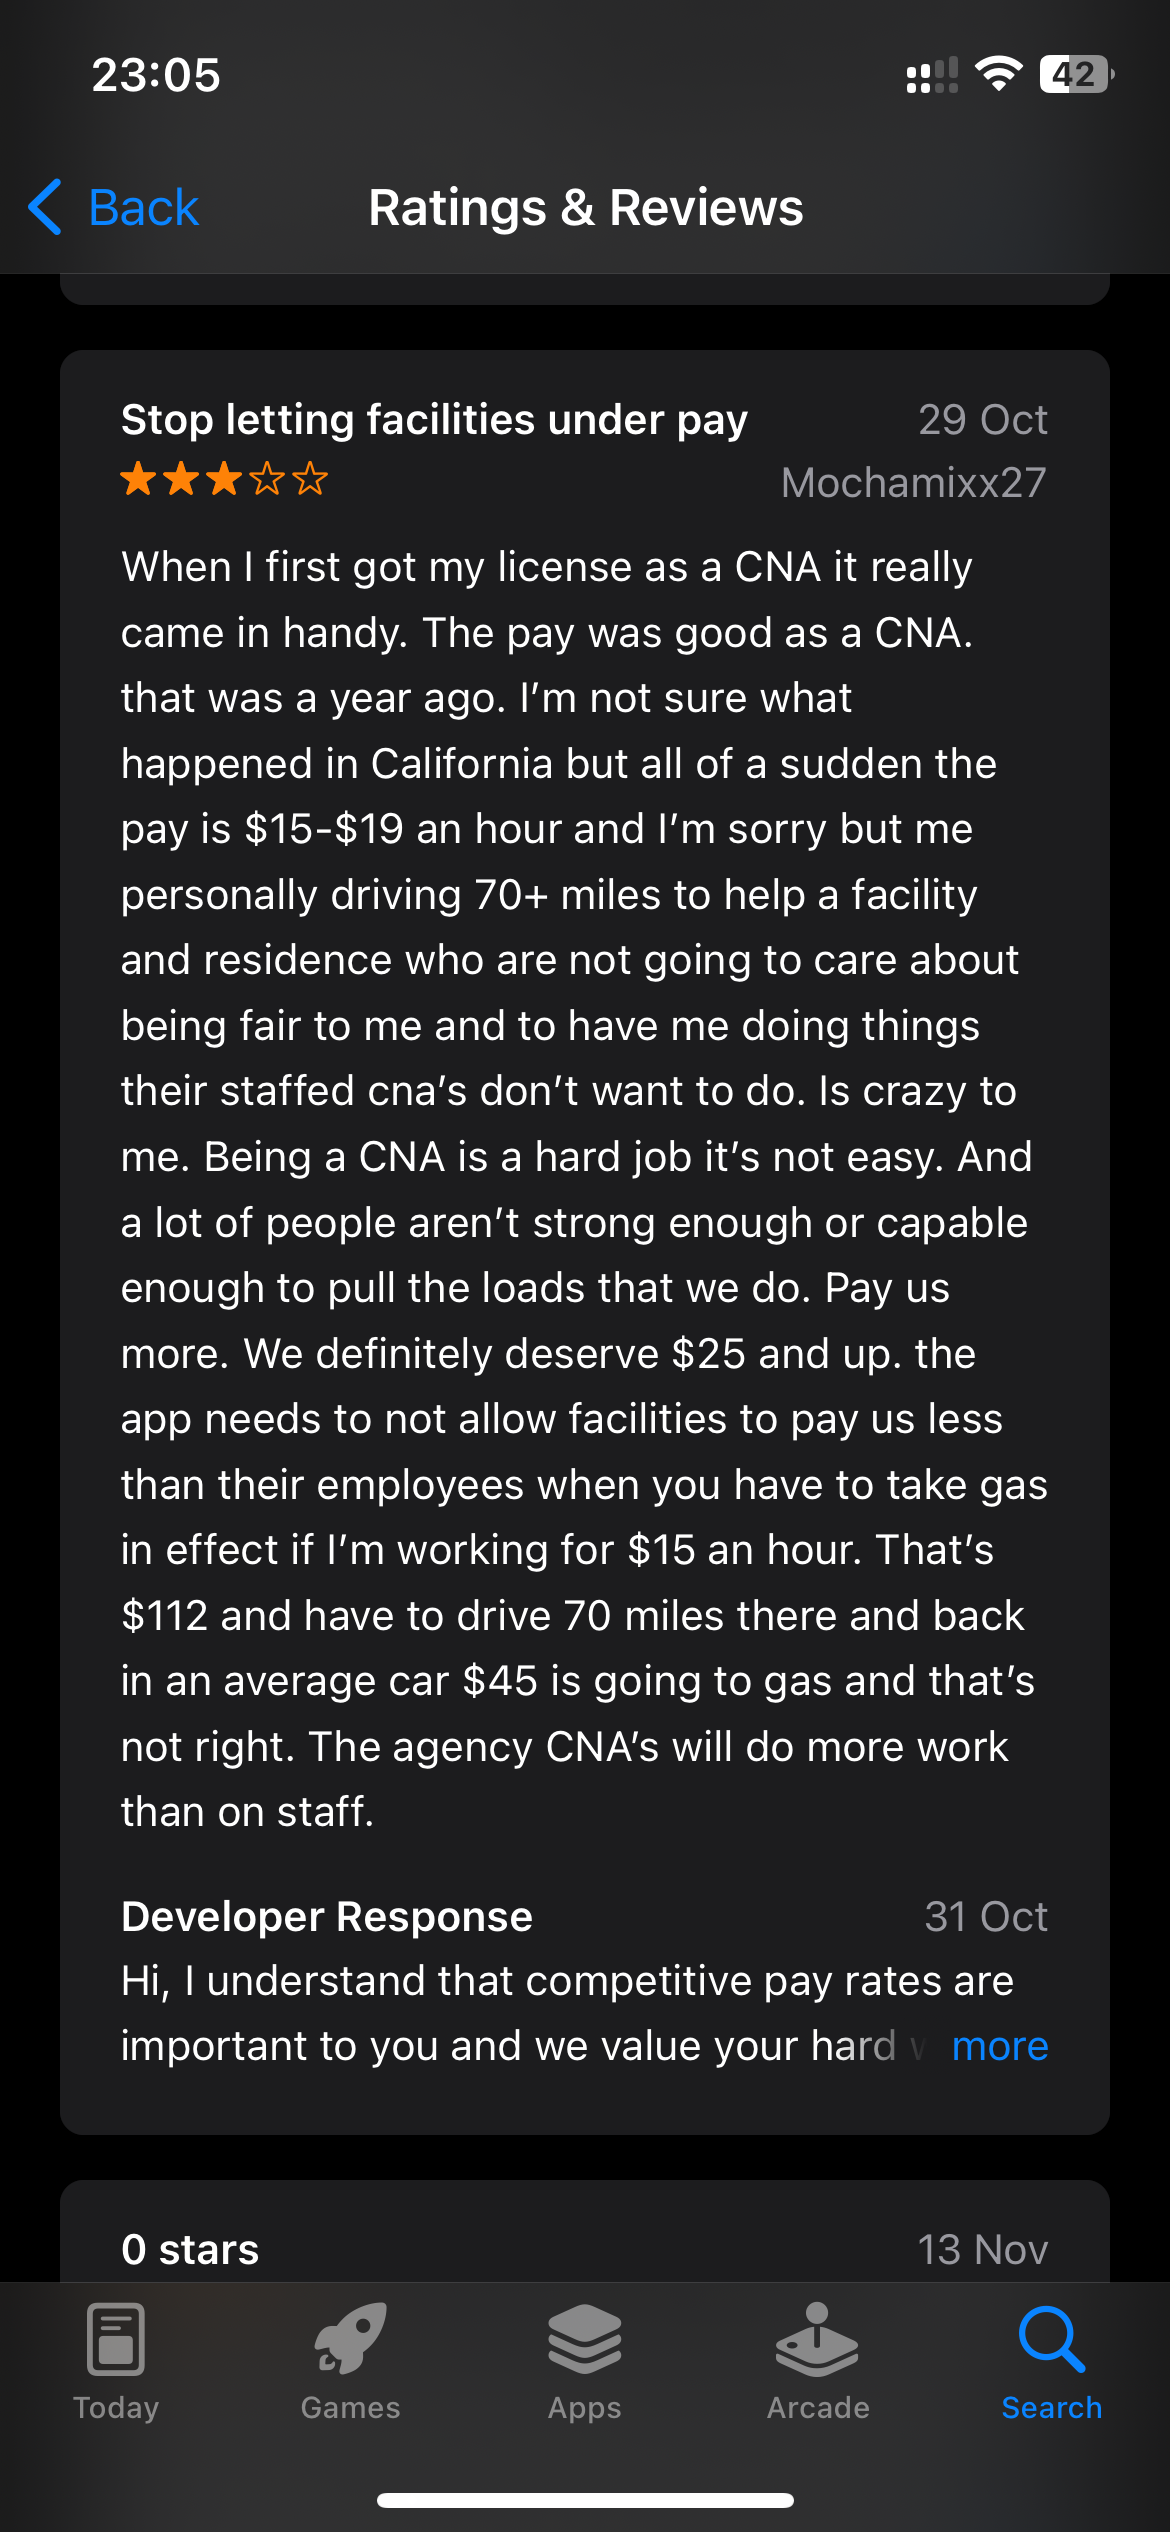 23:05
42
Back
Ratings & Reviews
Stop letting facilities under pay
29 Oct
Mochamixx27
When I first got my license as a CNA it really
came in handy. The pay was good as a CNA.
that was a year ago. I’m not sure what
happened in California but all of a sudden the
pay is $15-$19 an hour and I’m sorry but me
personally driving 70+ miles to help a facility
and residence who are not going to care about
being fair to me and to have me doing things
their staffed cna’s don’t want to do. Is crazy to
me. Being a CNA is a hard job it’s not easy. And
a lot of people aren’t strong enough or capable
enough to pull the loads that we do. Pay us
more. We definitely deserve $25 and up. the
app needs to not allow facilities to pay us less
than their employees when you have to take gas
in effect if I’m working for $15 an hour. That’s
$112 and have to drive 70 miles there and back
in an average car $45 is going to gas and that’s
not right. The agency CNA’s will do more work
than on staff.
Developer Response
31 Oct
Hi, I understand that competitive pay rates are
important to you and we value your hard
more
0 stars
13 Nov
Today
Games
Apps
Arcade
Search